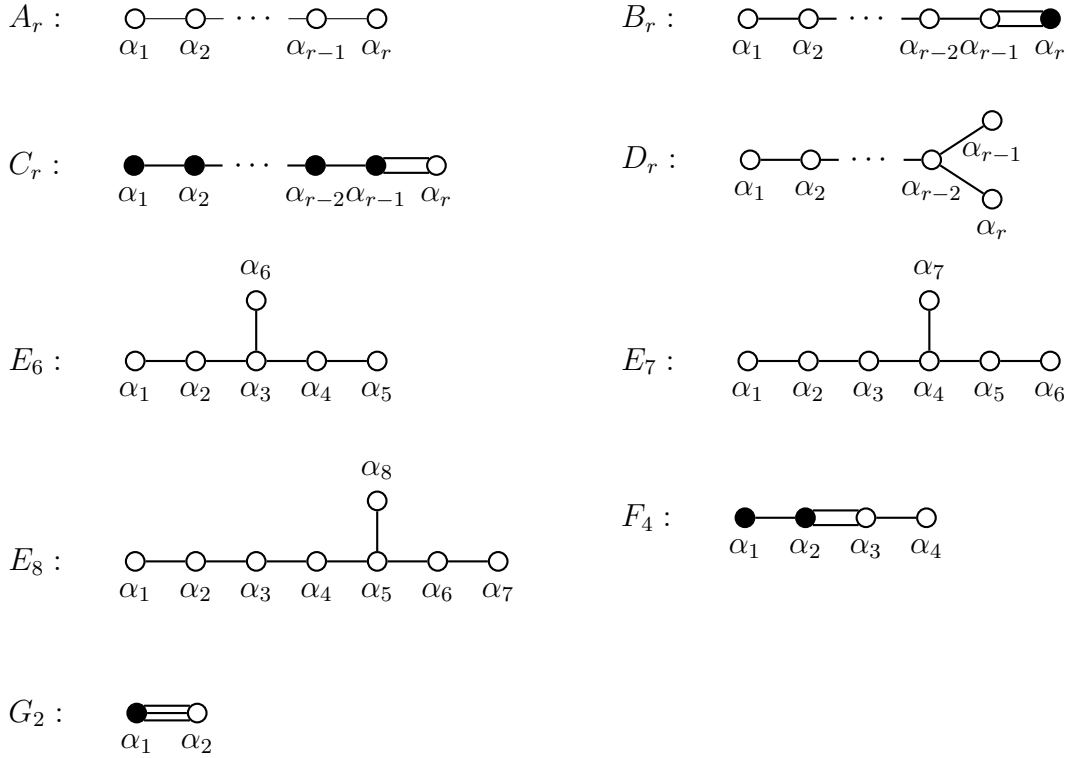 A_r :
α_1 α_2 ⋯ α_{r−1} α_r
B_r :
α_1 α_2 ⋯ α_{r−2} α_{r−1} α_r
C_r :
α_1 α_2 ⋯ α_{r−2} α_{r−1} α_r
D_r :
α_1 α_2 ⋯ α_{r−2} α_{r−1}
α_r
E_6 :
α_6
α_1 α_2 α_3 α_4 α_5
E_7 :
α_7
α_1 α_2 α_3 α_4 α_5 α_6
E_8 :
α_8
α_1 α_2 α_3 α_4 α_5 α_6 α_7
F_4 :
α_1 α_2 α_3 α_4
G_2 :
α_1 α_2